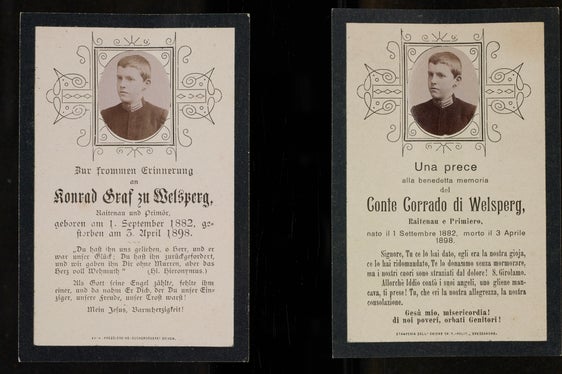 Zur frommen Erinnerung
an
Konrad Graf zu Welsperg,
Raitenau und Primör,
geboren am 1. September 1882, ge-
storben am 3. April 1898.
„Du hast ihn uns geliehen, o Herr, und er
war unser Glück; Du hast ihn zurückgefordert,
und wir gaben ihn Dir ohne Murren, aber das
Herz voll Wehmuth“ (Hl. Hieronymus.)
Als Gott seine Engel zählte, fehlte ihm
einer, und da nahm Er Dich, der Du unser Ein-
ziger, unsere Freude, unser Trost warst!
Mein Jesus, Barmherzigkeit!
Una prece
alla benedetta memoria
del
Conte Corrado di Welsperg,
Raitenau e Primiero,
nato il 1 Settembre 1882, morto il 3 Aprile
1898.
Signore, Tu ce lo hai dato, egli era la nostra gioja,
ce lo hai ridomandato, Te lo donammo senza mormorare,
ma i nostri cuori sono straziati dal dolore! S. Girolamo.
Allorchè Iddio contò i suoi angeli, uno gliene man-
cava, ti prese! Tu, che eri la nostra allegrezza, la nostra
consolazione.
Gesù mio, misericordia!
di noi poveri, orbati Genitori!